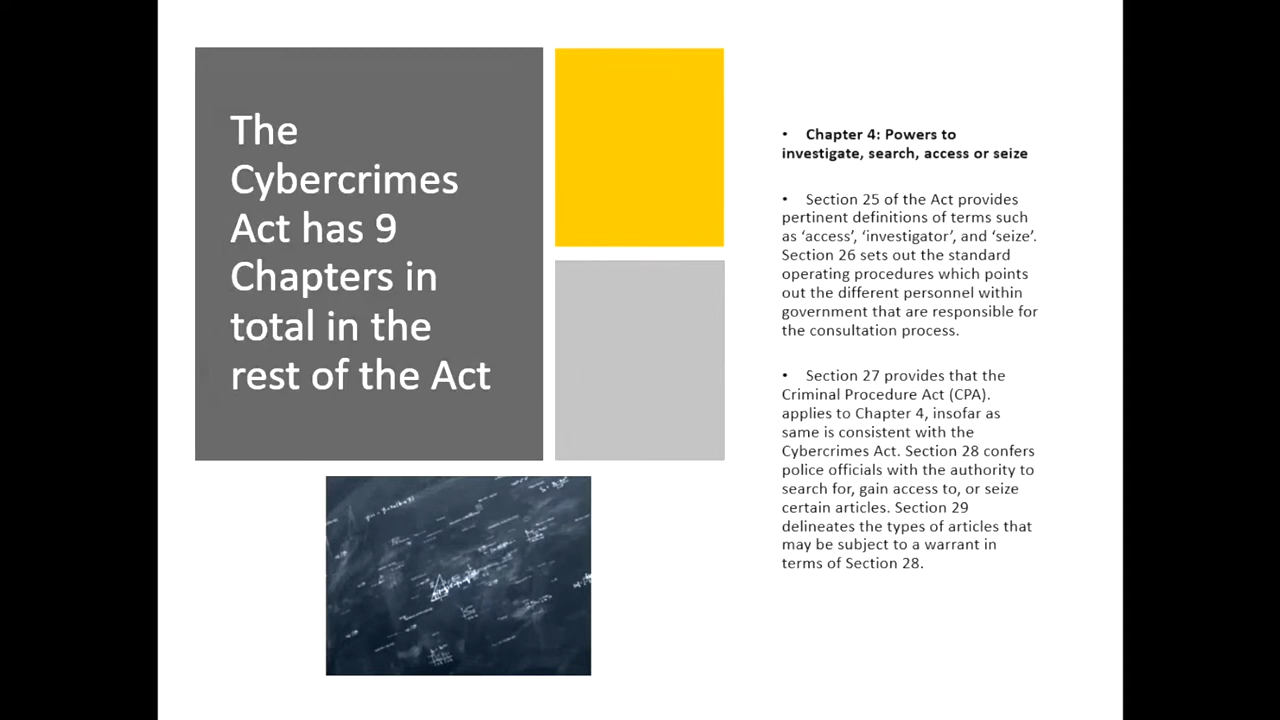 The
Cybercrimes
Act has 9
Chapters in
total in the
rest of the Act
• Chapter 4: Powers to
investigate, search, access or seize
• Section 25 of the Act provides
pertinent definitions of terms such
as ‘access’, ‘investigator’, and ‘seize’.
Section 26 sets out the standard
operating procedures which points
out the different personnel within
government that are responsible for
the consultation process.
• Section 27 provides that the
Criminal Procedure Act (CPA).
applies to Chapter 4, insofar as
same is consistent with the
Cybercrimes Act. Section 28 confers
police officials with the authority to
search for, gain access to, or seize
certain articles. Section 29
delineates the types of articles that
may be subject to a warrant in
terms of Section 28.